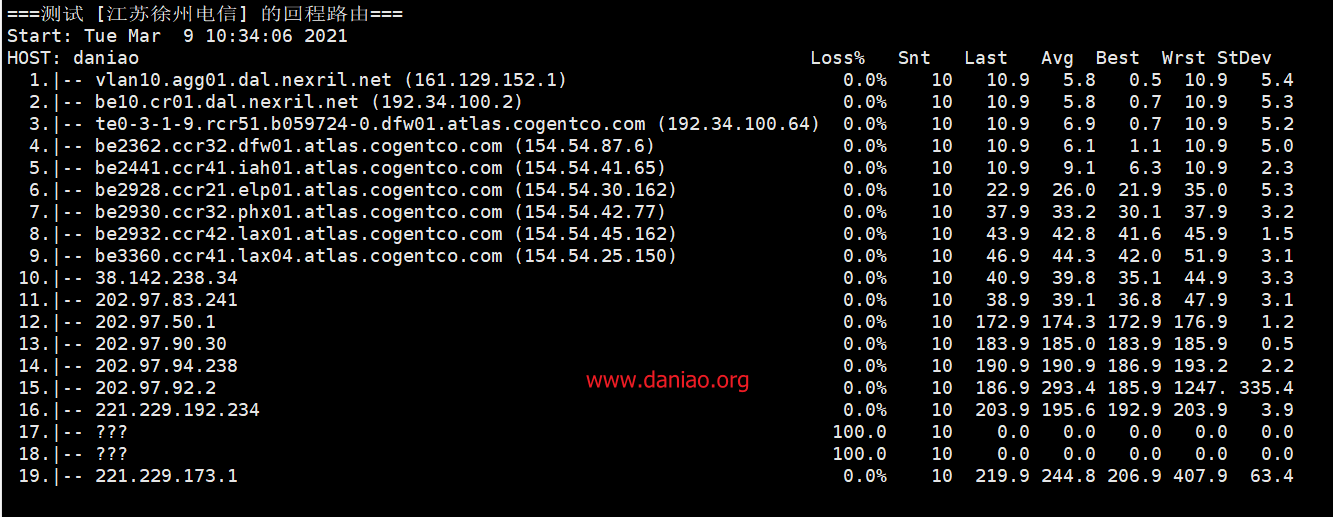 ===测试 [江苏徐州电信] 的回程路由===
Start: Tue Mar  9 10:34:06 2021
HOST: daniao Loss% Snt Last Avg Best Wrst StDev
1.|-- vlan10.agg01.dal.nexril.net (161.129.152.1) 0.0% 10 10.9 5.8 0.5 10.9 5.4
2.|-- be10.cr01.dal.nexril.net (192.34.100.2) 0.0% 10 10.9 5.8 0.7 10.9 5.3
3.|-- te0-3-1-9.rcr51.b059724-0.dfw01.atlas.cogentco.com (192.34.100.64) 0.0% 10 10.9 6.9 0.7 10.9 5.2
4.|-- be2362.ccr32.dfw01.atlas.cogentco.com (154.54.87.6) 0.0% 10 10.9 6.1 1.1 10.9 5.0
5.|-- be2441.ccr41.iah01.atlas.cogentco.com (154.54.41.65) 0.0% 10 10.9 9.1 6.3 10.9 2.3
6.|-- be2928.ccr21.elp01.atlas.cogentco.com (154.54.30.162) 0.0% 10 22.9 26.0 21.9 35.0 5.3
7.|-- be2930.ccr32.phx01.atlas.cogentco.com (154.54.42.77) 0.0% 10 37.9 33.2 30.1 37.9 3.2
8.|-- be2932.ccr42.lax01.atlas.cogentco.com (154.54.45.162) 0.0% 10 43.9 42.8 41.6 45.9 1.5
9.|-- be3360.ccr41.lax04.atlas.cogentco.com (154.54.25.150) 0.0% 10 46.9 44.3 42.0 51.9 3.1
10.|-- 38.142.238.34 0.0% 10 40.9 39.8 35.1 44.9 3.3
11.|-- 202.97.83.241 0.0% 10 38.9 39.1 36.8 47.9 3.1
12.|-- 202.97.50.1 0.0% 10 172.9 174.3 172.9 176.9 1.2
13.|-- 202.97.90.30 0.0% 10 183.9 185.0 183.9 185.9 0.5
14.|-- 202.97.94.238 0.0% 10 190.9 190.9 186.9 193.2 2.2
15.|-- 202.97.92.2 0.0% 10 186.9 293.4 185.9 1247. 335.4
www.daniao.org
16.|-- 221.229.192.234 0.0% 10 203.9 195.6 192.9 203.9 3.9
17.|-- ??? 100.0 10 0.0 0.0 0.0 0.0 0.0
18.|-- ??? 100.0 10 0.0 0.0 0.0 0.0 0.0
19.|-- 221.229.173.1 0.0% 10 219.9 244.8 206.9 407.9 63.4